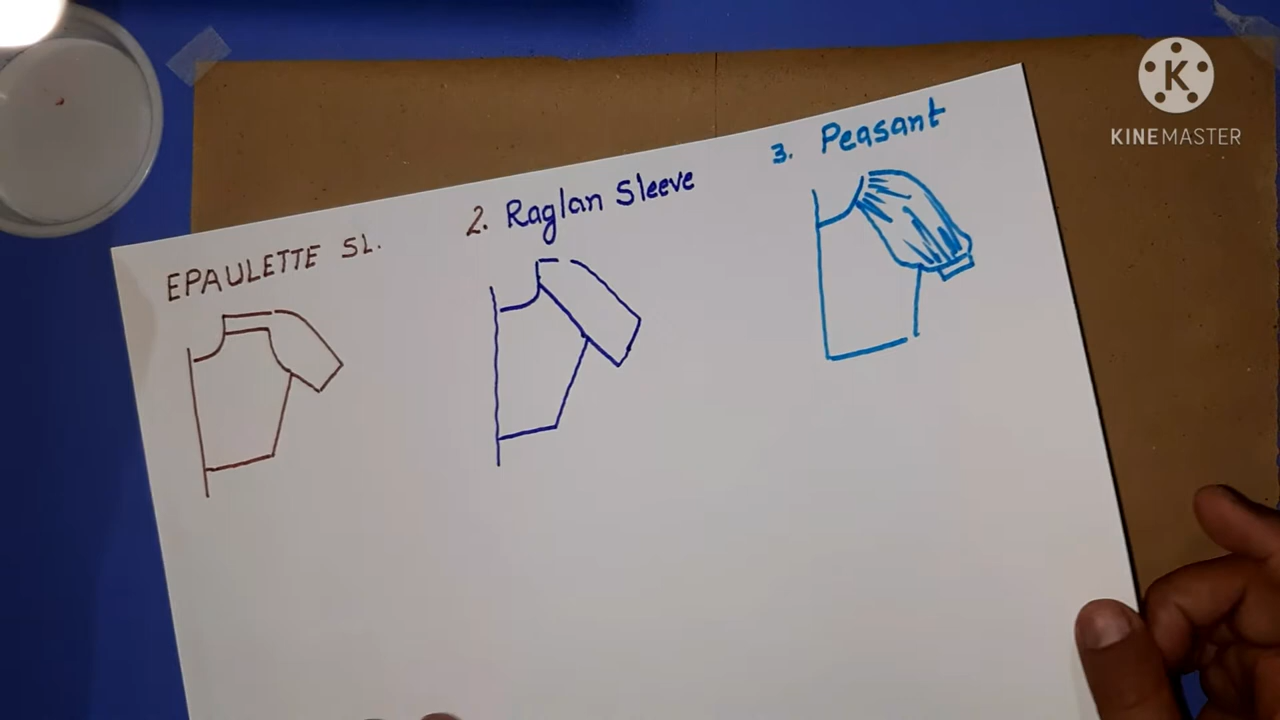 EPAULETTE SL.
2. Raglan Sleeve
3. Peasant
K
KINEMASTER